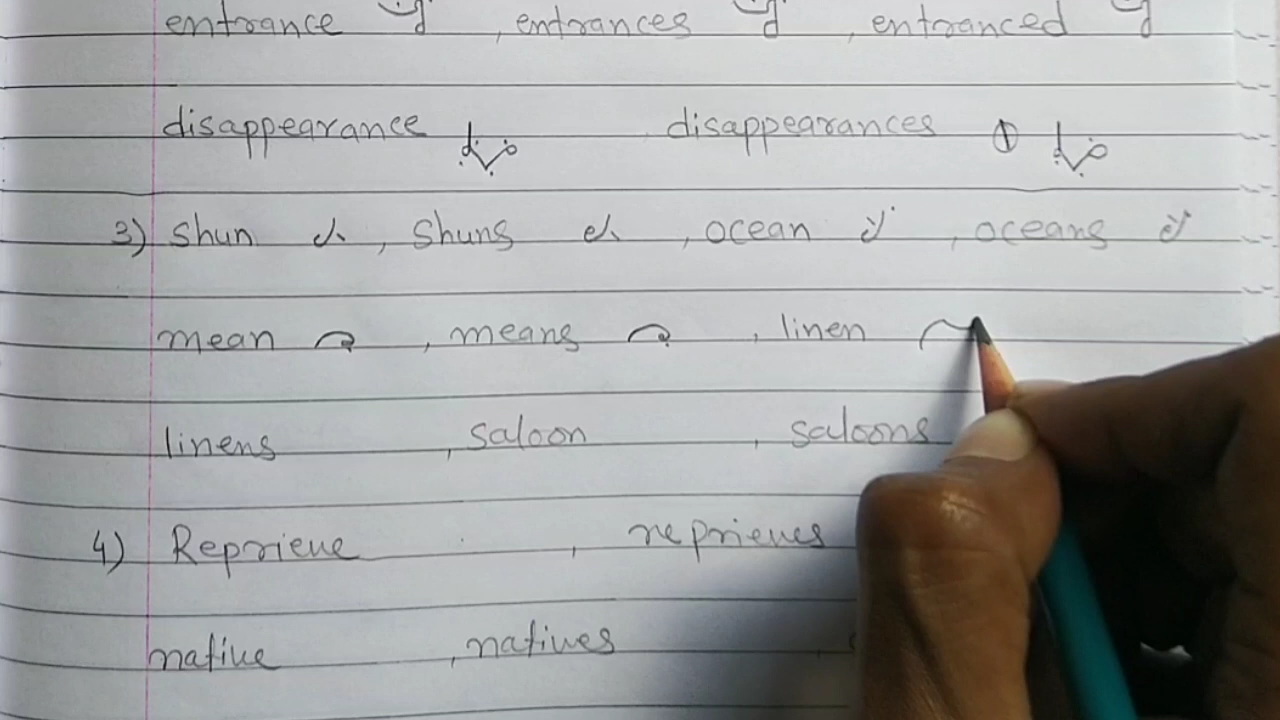 entrance , entrances , entranced
disappearance disappearances ①
3) Shun , Shuns , ocean , oceans
mean , means , linen
linens , saloon , saloons
4) Reprieve , reprieves
native , natives ,